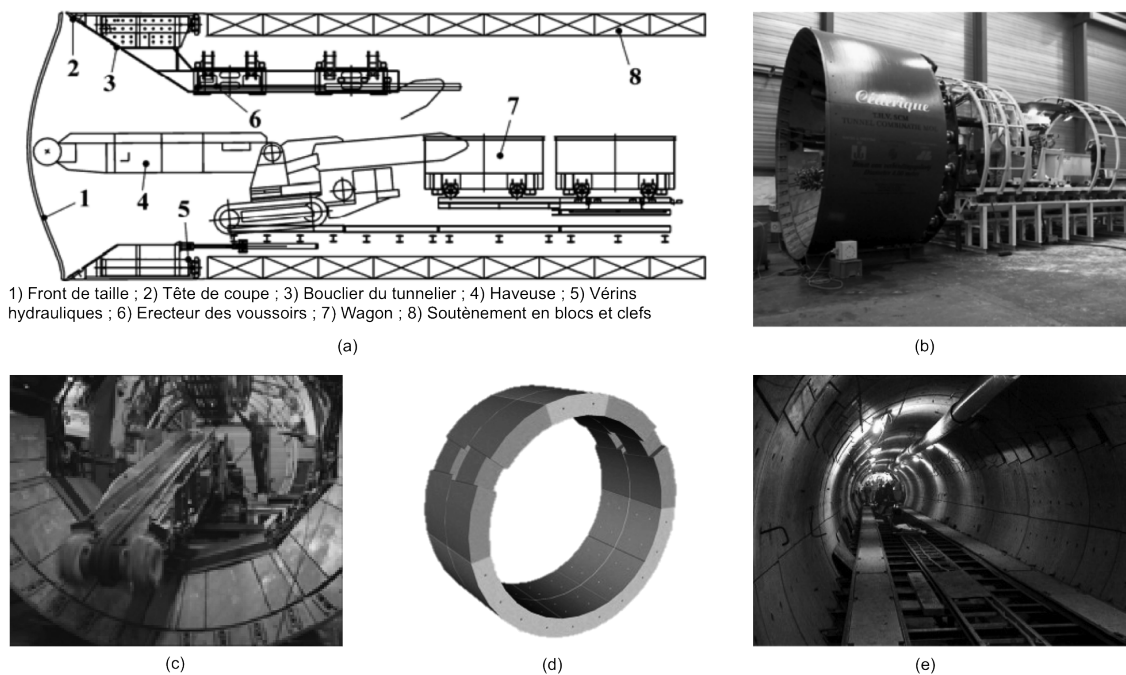 2
3
6
8
7
1
4
5
1) Front de taille ; 2) Tête de coupe ; 3) Bouclier du tunnelier ; 4) Haveuse ; 5) Vérins
hydrauliques ; 6) Erecteur des voussoirs ; 7) Wagon ; 8) Soutènement en blocs et clefs
(a)
(b)
(c)
(d)
(e)